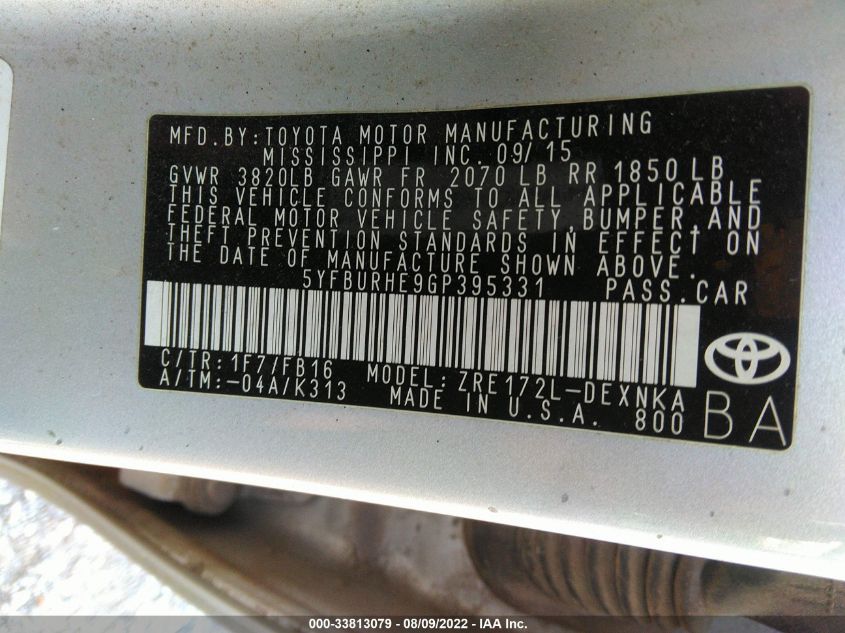 MFD.BY:TOYOTA MOTOR MANUFACTURING
MISSISSIPPI INC. 09/15
GVWR 3820LB GAWR FR 2070 LB RR 1850LB
THIS VEHICLE CONFORMS TO ALL APPLICABLE
FEDERAL MOTOR VEHICLE SAFETY,BUMPER,AND
THEFT PREVENTION STANDARDS IN EFFECT ON
THE DATE OF MANUFACTURE SHOWN ABOVE.
5YFBURHE9GP395331 PASS.CAR
C/TR:1F7/FB16 MODEL:ZRE172L-DEXNKA
A/TM:-04A/K313 MADE IN U.S.A. 800
BA
000-33813079 - 08/09/2022 - IAA Inc.